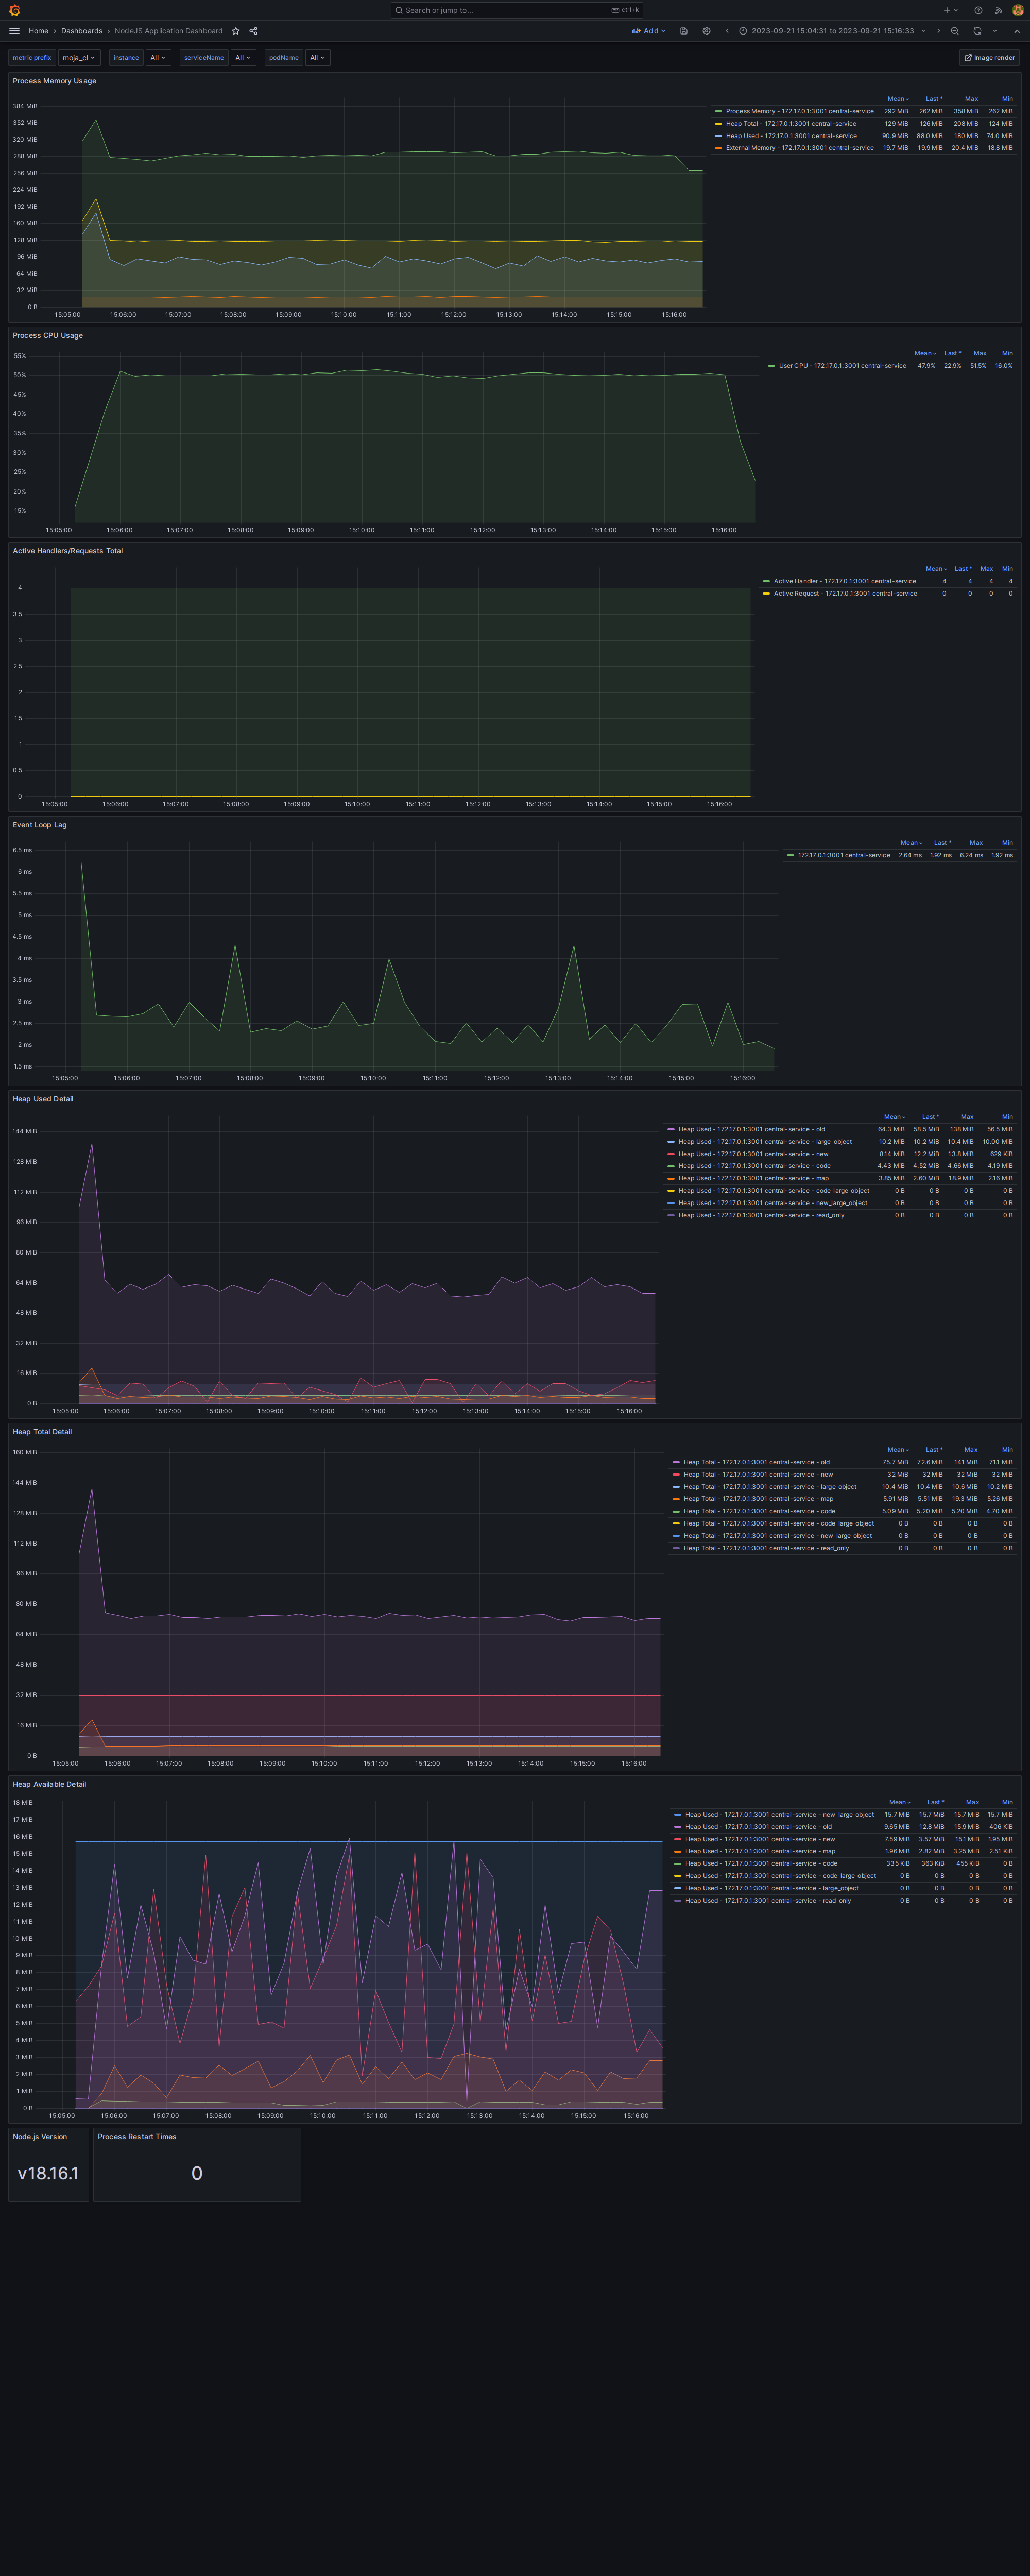 Search or jump to... ctrl+k
Home › Dashboards › NodeJS Application Dashboard Add 2023-09-21 15:04:31 to 2023-09-21 15:16:33
metric prefix moja_cl instance All serviceName All podName All Image render
Process Memory Usage
Mean Last * Max Min
Process Memory - 172.17.0.1:3001 central-service 292 MiB 262 MiB 358 MiB 262 MiB
Heap Total - 172.17.0.1:3001 central-service 129 MiB 126 MiB 208 MiB 124 MiB
Heap Used - 172.17.0.1:3001 central-service 90.9 MiB 88.0 MiB 180 MiB 74.0 MiB
External Memory - 172.17.0.1:3001 central-service 19.7 MiB 19.9 MiB 20.4 MiB 18.8 MiB
384 MiB
352 MiB
320 MiB
288 MiB
256 MiB
224 MiB
192 MiB
160 MiB
128 MiB
96 MiB
64 MiB
32 MiB
0 B
15:05:00 15:06:00 15:07:00 15:08:00 15:09:00 15:10:00 15:11:00 15:12:00 15:13:00 15:14:00 15:15:00 15:16:00
Process CPU Usage
Mean Last * Max Min
User CPU - 172.17.0.1:3001 central-service 47.9% 22.9% 51.5% 16.0%
55%
50%
45%
40%
35%
30%
25%
20%
15%
15:05:00 15:06:00 15:07:00 15:08:00 15:09:00 15:10:00 15:11:00 15:12:00 15:13:00 15:14:00 15:15:00 15:16:00
Active Handlers/Requests Total
Mean Last * Max Min
Active Handler - 172.17.0.1:3001 central-service 4 4 4 4
Active Request - 172.17.0.1:3001 central-service 0 0 0 0
4
3.5
3
2.5
2
1.5
1
0.5
0
15:05:00 15:06:00 15:07:00 15:08:00 15:09:00 15:10:00 15:11:00 15:12:00 15:13:00 15:14:00 15:15:00 15:16:00
Event Loop Lag
Mean Last * Max Min
172.17.0.1:3001 central-service 2.64 ms 1.92 ms 6.24 ms 1.92 ms
6.5 ms
6 ms
5.5 ms
5 ms
4.5 ms
4 ms
3.5 ms
3 ms
2.5 ms
2 ms
1.5 ms
15:05:00 15:06:00 15:07:00 15:08:00 15:09:00 15:10:00 15:11:00 15:12:00 15:13:00 15:14:00 15:15:00 15:16:00
Heap Used Detail
Mean Last * Max Min
Heap Used - 172.17.0.1:3001 central-service - old 64.3 MiB 58.5 MiB 138 MiB 56.5 MiB
Heap Used - 172.17.0.1:3001 central-service - large_object 10.2 MiB 10.2 MiB 10.4 MiB 10.00 MiB
Heap Used - 172.17.0.1:3001 central-service - new 8.14 MiB 12.2 MiB 13.8 MiB 629 KiB
Heap Used - 172.17.0.1:3001 central-service - code 4.43 MiB 4.52 MiB 4.66 MiB 4.19 MiB
Heap Used - 172.17.0.1:3001 central-service - map 3.85 MiB 2.60 MiB 18.9 MiB 2.16 MiB
Heap Used - 172.17.0.1:3001 central-service - code_large_object 0 B 0 B 0 B 0 B
Heap Used - 172.17.0.1:3001 central-service - new_large_object 0 B 0 B 0 B 0 B
Heap Used - 172.17.0.1:3001 central-service - read_only 0 B 0 B 0 B 0 B
144 MiB
128 MiB
112 MiB
96 MiB
80 MiB
64 MiB
48 MiB
32 MiB
16 MiB
0 B
15:05:00 15:06:00 15:07:00 15:08:00 15:09:00 15:10:00 15:11:00 15:12:00 15:13:00 15:14:00 15:15:00 15:16:00
Heap Total Detail
Mean Last * Max Min
Heap Total - 172.17.0.1:3001 central-service - old 75.7 MiB 72.6 MiB 141 MiB 71.1 MiB
Heap Total - 172.17.0.1:3001 central-service - new 32 MiB 32 MiB 32 MiB 32 MiB
Heap Total - 172.17.0.1:3001 central-service - large_object 10.4 MiB 10.4 MiB 10.6 MiB 10.2 MiB
Heap Total - 172.17.0.1:3001 central-service - map 5.91 MiB 5.51 MiB 19.3 MiB 5.26 MiB
Heap Total - 172.17.0.1:3001 central-service - code 5.09 MiB 5.20 MiB 5.20 MiB 4.70 MiB
Heap Total - 172.17.0.1:3001 central-service - code_large_object 0 B 0 B 0 B 0 B
Heap Total - 172.17.0.1:3001 central-service - new_large_object 0 B 0 B 0 B 0 B
Heap Total - 172.17.0.1:3001 central-service - read_only 0 B 0 B 0 B 0 B
160 MiB
144 MiB
128 MiB
112 MiB
96 MiB
80 MiB
64 MiB
48 MiB
32 MiB
16 MiB
0 B
15:05:00 15:06:00 15:07:00 15:08:00 15:09:00 15:10:00 15:11:00 15:12:00 15:13:00 15:14:00 15:15:00 15:16:00
Heap Available Detail
Mean Last * Max Min
Heap Used - 172.17.0.1:3001 central-service - new_large_object 15.7 MiB 15.7 MiB 15.7 MiB 15.7 MiB
Heap Used - 172.17.0.1:3001 central-service - old 9.65 MiB 12.8 MiB 15.9 MiB 406 KiB
Heap Used - 172.17.0.1:3001 central-service - new 7.59 MiB 3.57 MiB 15.1 MiB 1.95 MiB
Heap Used - 172.17.0.1:3001 central-service - map 1.96 MiB 2.82 MiB 3.25 MiB 2.51 KiB
Heap Used - 172.17.0.1:3001 central-service - code 335 KiB 363 KiB 455 KiB 0 B
Heap Used - 172.17.0.1:3001 central-service - code_large_object 0 B 0 B 0 B 0 B
Heap Used - 172.17.0.1:3001 central-service - large_object 0 B 0 B 0 B 0 B
Heap Used - 172.17.0.1:3001 central-service - read_only 0 B 0 B 0 B 0 B
18 MiB
17 MiB
16 MiB
15 MiB
14 MiB
13 MiB
12 MiB
11 MiB
10 MiB
9 MiB
8 MiB
7 MiB
6 MiB
5 MiB
4 MiB
3 MiB
2 MiB
1 MiB
0 B
15:05:00 15:06:00 15:07:00 15:08:00 15:09:00 15:10:00 15:11:00 15:12:00 15:13:00 15:14:00 15:15:00 15:16:00
Node.js Version Process Restart Times
v18.16.1 0